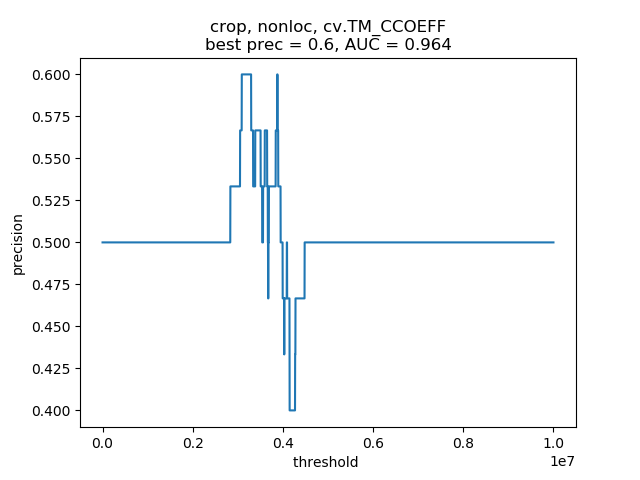 crop, nonloc, cv.TM_CCOEFF
best prec = 0.6, AUC = 0.964
0.600
0.575
0.550
0.525
0.500
0.475
0.450
0.425
0.400
precision
0.0 0.2 0.4 0.6 0.8 1.0
1e7
threshold